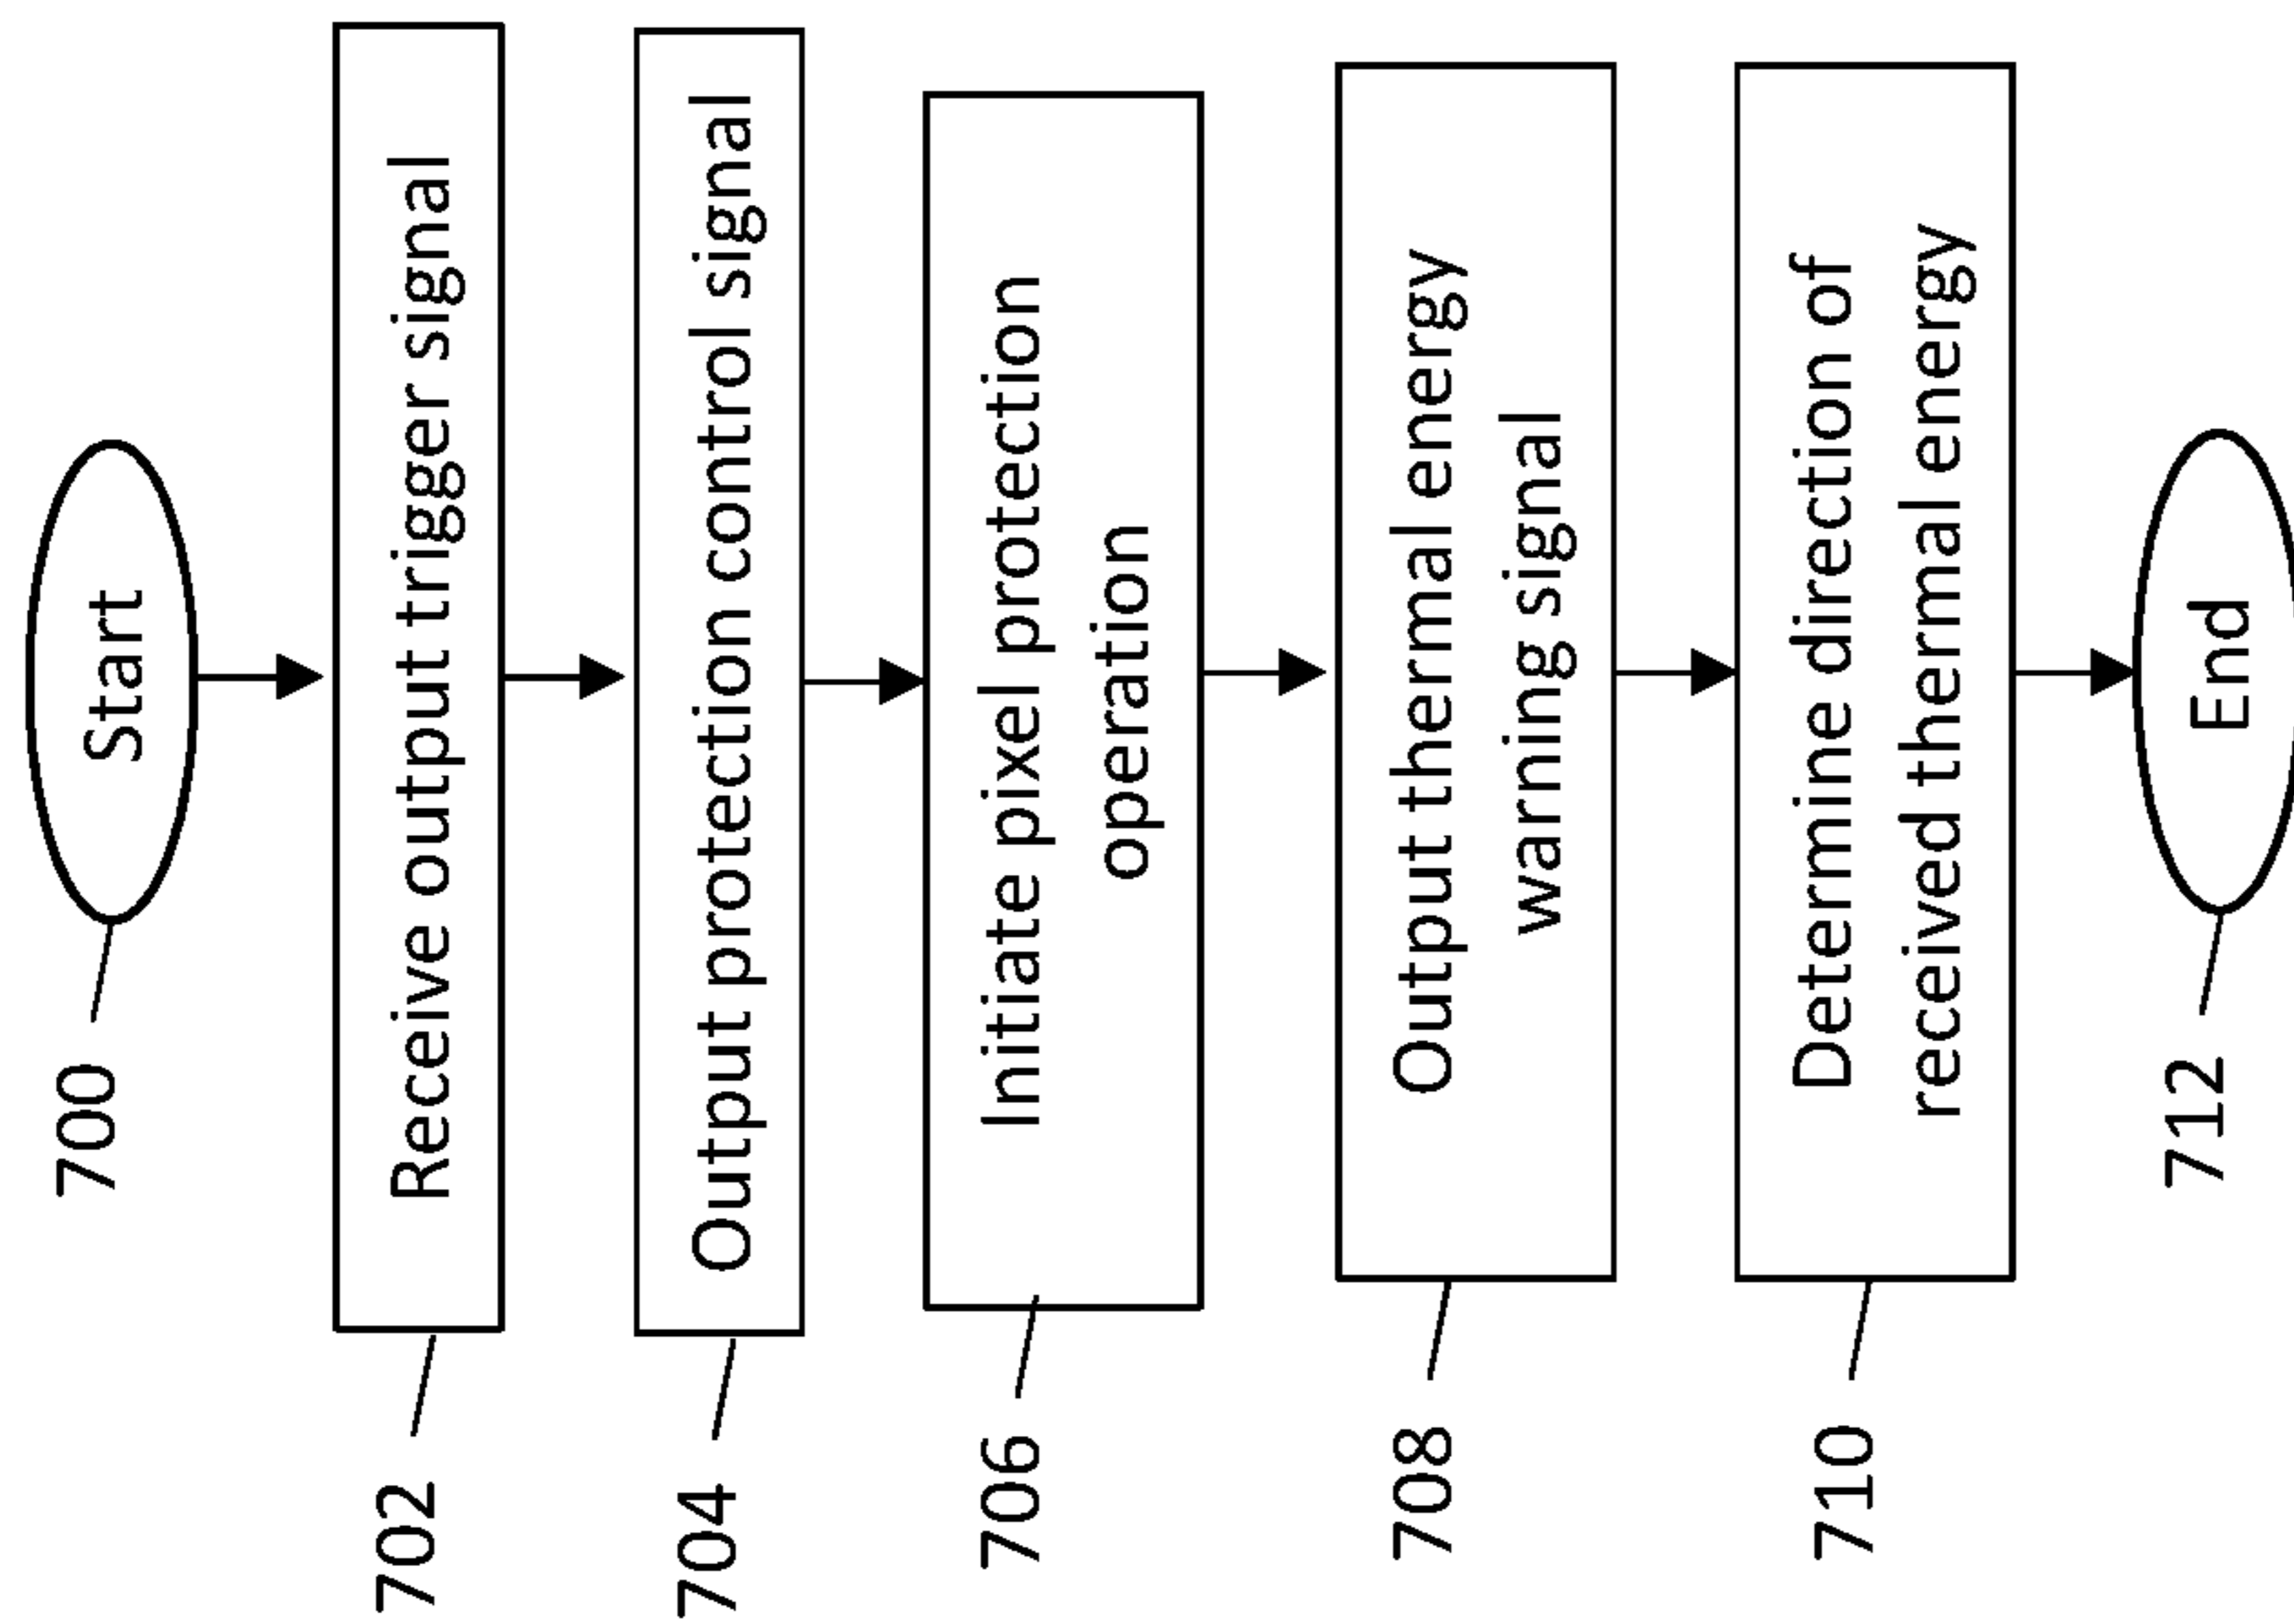 700
Start
702
Receive output trigger signal
704
Output protection control signal
706
Initiate pixel protection
operation
708
Output thermal energy
warning signal
710
Determine direction of
received thermal energy
712
End